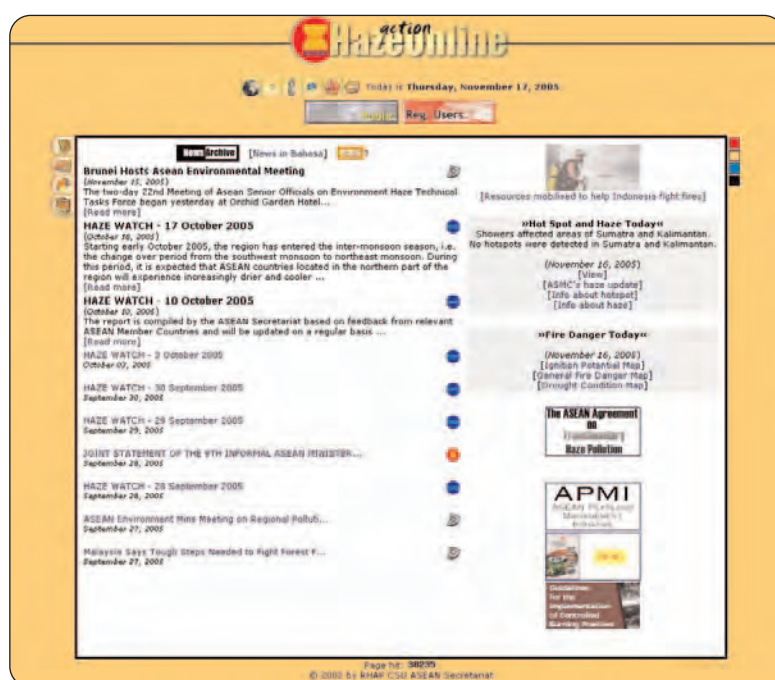 action
HazeOnline
Today is Thursday, November 17, 2005.
Public Reg. Users
News Archive [News in Bahasa]
Brunei Hosts Asean Environmental Meeting
(November 15, 2005)
The two-day 22nd Meeting of Asean Senior Officials on Environment Haze Technical
Tasks Force began yesterday at Orchid Garden Hotel...
[Read more]
HAZE WATCH - 17 October 2005
(October 16, 2005)
Starting early October 2005, the region has entered the inter-monsoon season, i.e.
the change over period from the southwest monsoon to northeast monsoon. During
this period, it is expected that ASEAN countries located in the northern part of the
region will experience increasingly drier and cooler ...
[Read more]
HAZE WATCH - 10 October 2005
(October 10, 2005)
The report is compiled by the ASEAN Secretariat based on feedback from relevant
ASEAN Member Countries and will be updated on a regular basis ...
[Read more]
HAZE WATCH - 3 October 2005
October 03, 2005
HAZE WATCH - 30 September 2005
September 30, 2005
HAZE WATCH - 29 September 2005
September 29, 2005
JOINT STATEMENT OF THE 9TH INFORMAL ASEAN MINISTER...
September 28, 2005
HAZE WATCH - 28 September 2005
September 28, 2005
ASEAN Environment Mins Meeting on Regional Polluti...
September 27, 2005
Malaysia Says Tough Steps Needed to Fight Forest F...
September 27, 2005
[Resources mobilised to help Indonesia fight fires]
»Hot Spot and Haze Today«
Showers affected areas of Sumatra and Kalimantan.
No hotspots were detected in Sumatra and Kalimantan.
(November 16, 2005)
[View]
[ASMC's haze update]
[Info about hotspot]
[Info about haze]
»Fire Danger Today«
(November 16, 2005)
[Ignition Potential Map]
[General Fire Danger Map]
[Drought Condition Map]
The ASEAN Agreement
on
Transboundary
Haze Pollution
APMI
ASEAN Peatland
Management
Initiative
Guidelines
for the
Implementation
of Controlled
Burning Practices
Page hit: 38235
© 2002 by RHAP CSU ASEAN Secretariat